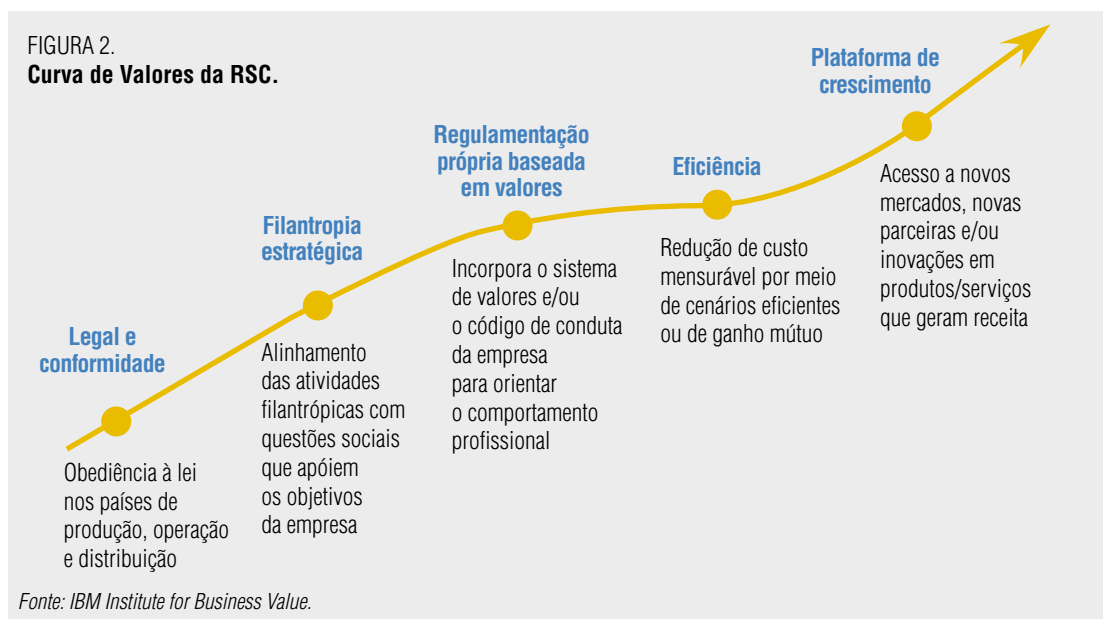 FIGURA 2.
Curva de Valores da RSC.
Legal e
conformidade
Obediência à lei
nos países de
produção, operação
e distribuição
Filantropia
estratégica
Alinhamento
das atividades
filantrópicas com
questões sociais
que apóiem
os objetivos
da empresa
Regulamentação
própria baseada
em valores
Incorpora o sistema
de valores e/ou
o código de conduta
da empresa
para orientar
o comportamento
profissional
Eficiência
Redução de custo
mensurável por meio
de cenários eficientes
ou de ganho mútuo
Plataforma de
crescimento
Acesso a novos
mercados, novas
parceiras e/ou
inovações em
produtos/serviços
que geram receita
Fonte: IBM Institute for Business Value.